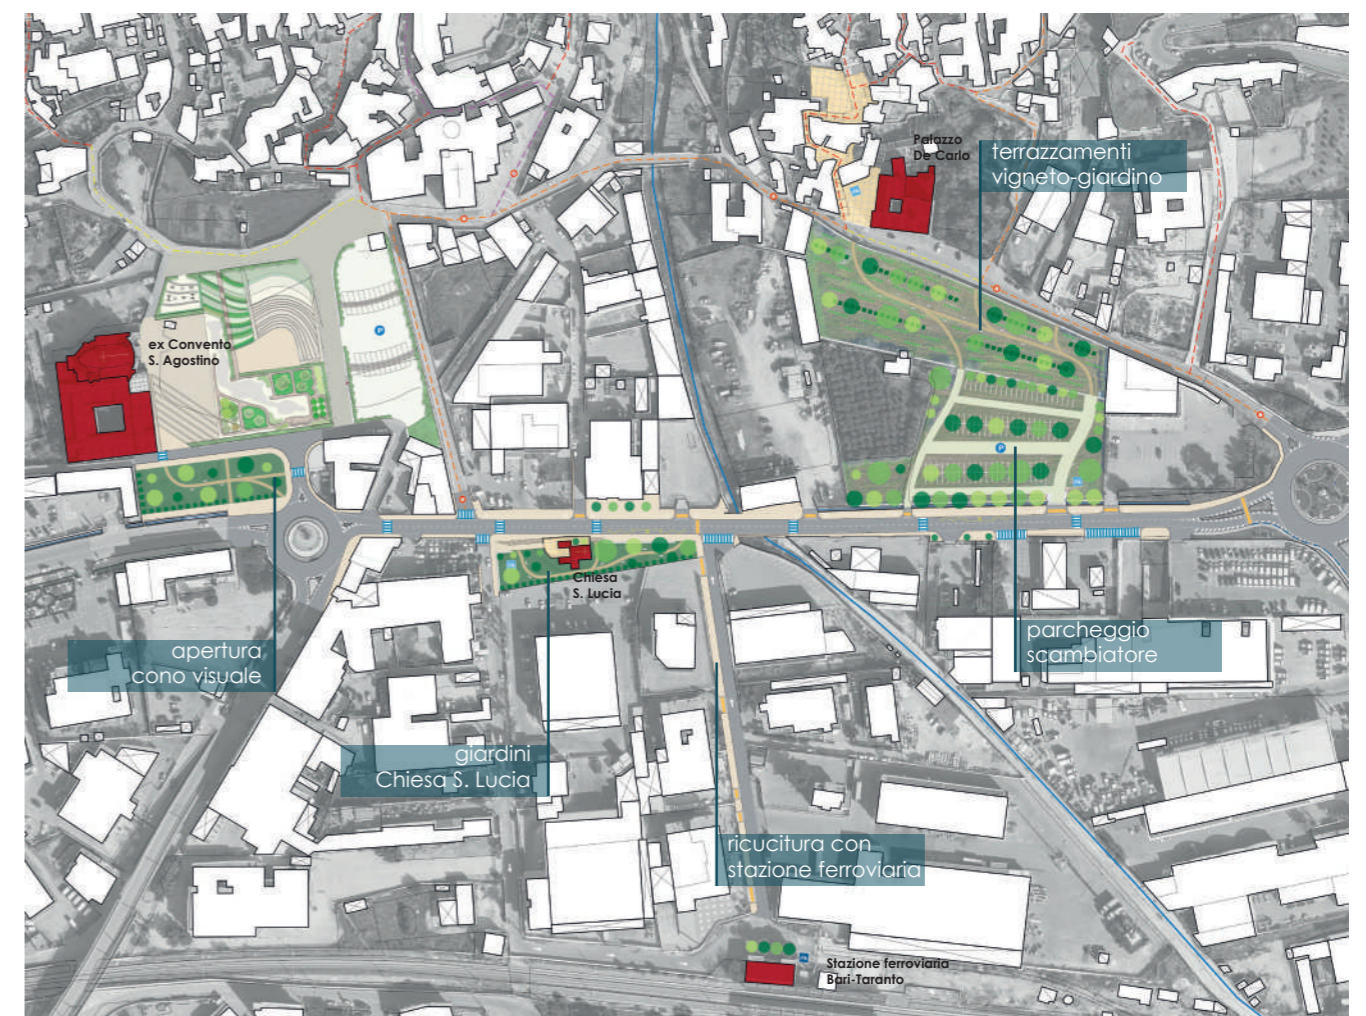 Palazzo
De Carlo
terrazzamenti
vigneto-giardino
P
ex Convento
S. Agostino
P
Chiesa
S. Lucia
apertura
cono visuale
parcheggio
scambiatore
giardini
Chiesa S. Lucia
ricucitura con
stazione ferroviaria
Stazione ferroviaria
Bari-Taranto